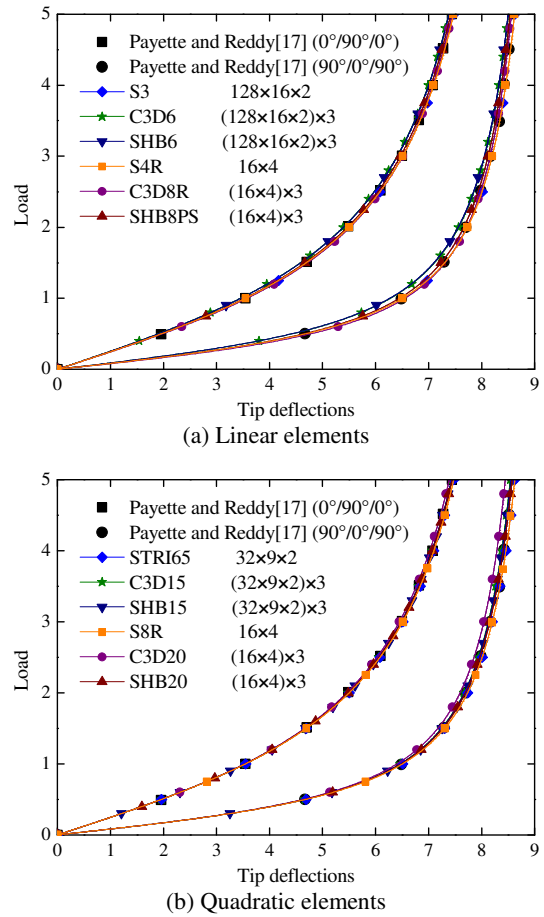 5
4
3
2
1
0
Load
Payette and Reddy[17] (0°/90°/0°)
Payette and Reddy[17] (90°/0°/90°)
S3 128×16×2
C3D6 (128×16×2)×3
SHB6 (128×16×2)×3
S4R 16×4
C3D8R (16×4)×3
SHB8PS (16×4)×3
0 1 2 3 4 5 6 7 8 9
Tip deflections
(a) Linear elements
5
4
3
2
1
0
Load
Payette and Reddy[17] (0°/90°/0°)
Payette and Reddy[17] (90°/0°/90°)
STRI65 32×9×2
C3D15 (32×9×2)×3
SHB15 (32×9×2)×3
S8R 16×4
C3D20 (16×4)×3
SHB20 (16×4)×3
0 1 2 3 4 5 6 7 8 9
Tip deflections
(b) Quadratic elements